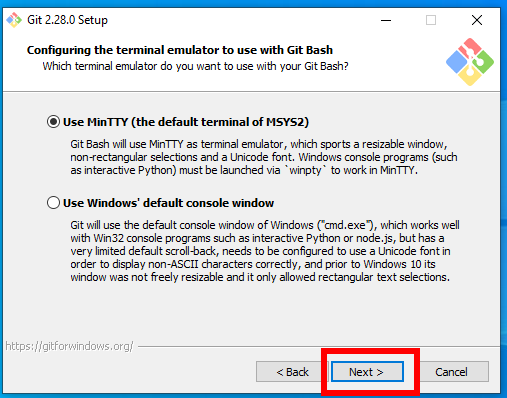 Git 2.28.0 Setup
Configuring the terminal emulator to use with Git Bash
Which terminal emulator do you want to use with your Git Bash?
Use MinTTY (the default terminal of MSYS2)
Git Bash will use MinTTY as terminal emulator, which sports a resizable window,
non-rectangular selections and a Unicode font. Windows console programs (such
as interactive Python) must be launched via `winpty` to work in MinTTY.
Use Windows' default console window
Git will use the default console window of Windows ("cmd.exe"), which works well
with Win32 console programs such as interactive Python or node.js, but has a
very limited default scroll-back, needs to be configured to use a Unicode font in
order to display non-ASCII characters correctly, and prior to Windows 10 its
window was not freely resizable and it only allowed rectangular text selections.
https://gitforwindows.org/
< Back
Next >
Cancel